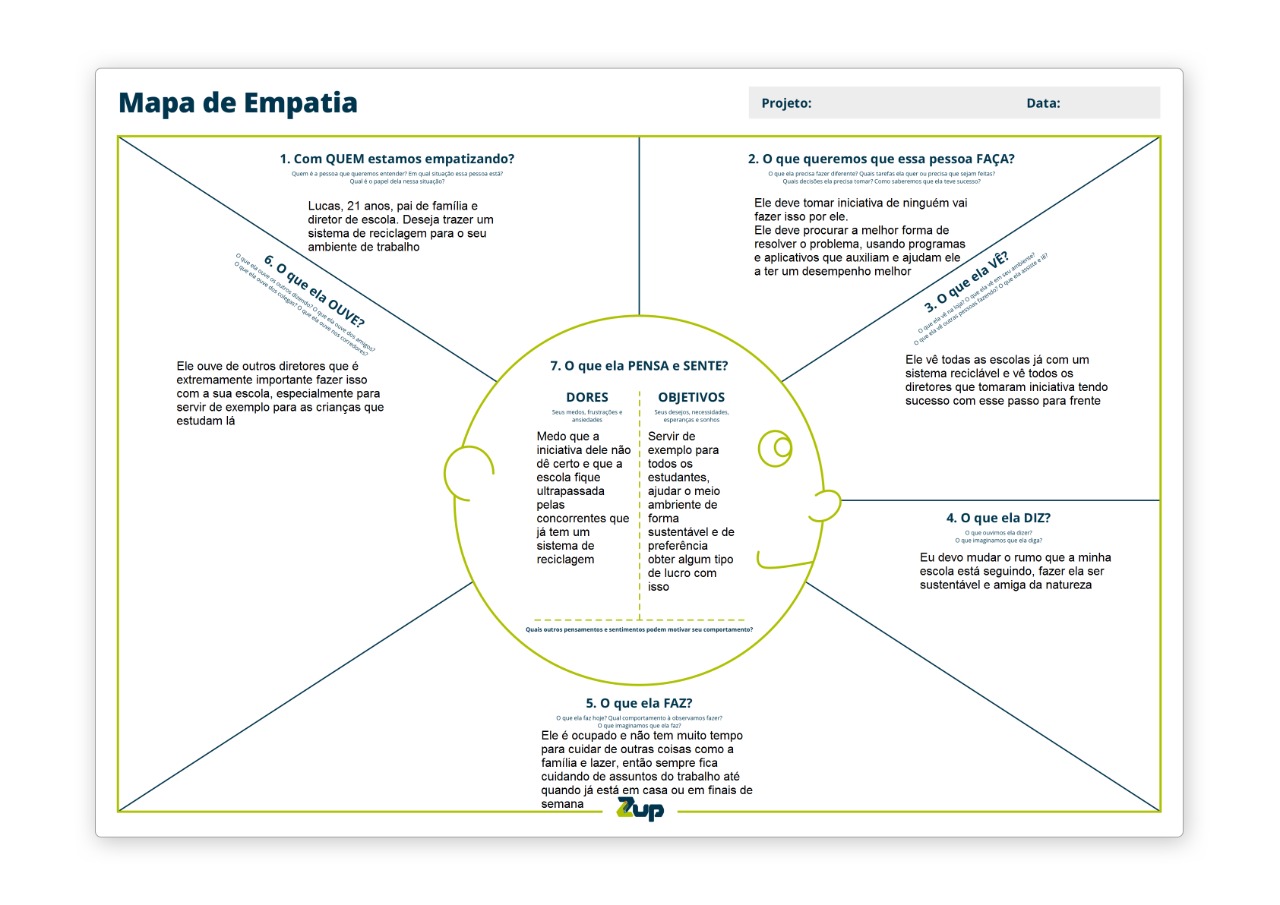 Mapa de Empatia
Projeto:
Data:
1. Com QUEM estamos empatizando?
Quem é a pessoa que queremos entender? Em qual situação essa pessoa está?
Qual é o papel dela nessa situação?
Lucas, 21 anos, pai de família e
diretor de escola. Deseja trazer um
sistema de reciclagem para o seu
ambiente de trabalho
2. O que queremos que essa pessoa FAÇA?
O que ela precisa fazer diferente? Quais tarefas ela quer ou precisa que sejam feitas?
Quais decisões ela precisa tomar? Como saberemos que ela teve sucesso?
Ele deve tomar iniciativa de ninguém vai
fazer isso por ele.
Ele deve procurar a melhor forma de
resolver o problema, usando programas
e aplicativos que auxiliam e ajudam ele
a ter um desempenho melhor
3. O que ela VÊ?
O que ela vê na loja? O que ela vê em seu ambiente?
O que ela vê outras pessoas fazendo? O que ela assiste e lê?
Ele vê todas as escolas já com um
sistema reciclável e vê todos os
diretores que tomaram iniciativa tendo
sucesso com esse passo para frente
4. O que ela DIZ?
O que ouvimos ela dizer?
O que imaginamos que ela diga?
Eu devo mudar o rumo que a minha
escola está seguindo, fazer ela ser
sustentável e amiga da natureza
5. O que ela FAZ?
O que ela faz hoje? Qual comportamento à observamos fazer?
O que imaginamos que ela faz?
Ele é ocupado e não tem muito tempo
para cuidar de outras coisas como a
família e lazer, então sempre fica
cuidando de assuntos do trabalho até
quando já está em casa ou em finais de
semana
6. O que ela OUVE?
O que ela ouve os outros dizendo? O que ela ouve dos amigos?
O que ela ouve dos colegas? O que ela ouve nos corredores?
Ele ouve de outros diretores que é
extremamente importante fazer isso
com a sua escola, especialmente para
servir de exemplo para as crianças que
estudam lá
7. O que ela PENSA e SENTE?
DORES
Seus medos, frustrações e
ansiedades
Medo que a
iniciativa dele não
dê certo e que a
escola fique
ultrapassada
pelas
concorrentes que
já tem um
sistema de
reciclagem
OBJETIVOS
Seus desejos, necessidades,
esperanças e sonhos
Servir de
exemplo para
todos os
estudantes,
ajudar o meio
ambiente de
forma
sustentável e de
preferência
obter algum tipo
de lucro com
isso
Quais outros pensamentos e sentimentos podem motivar seu comportamento?
Zup